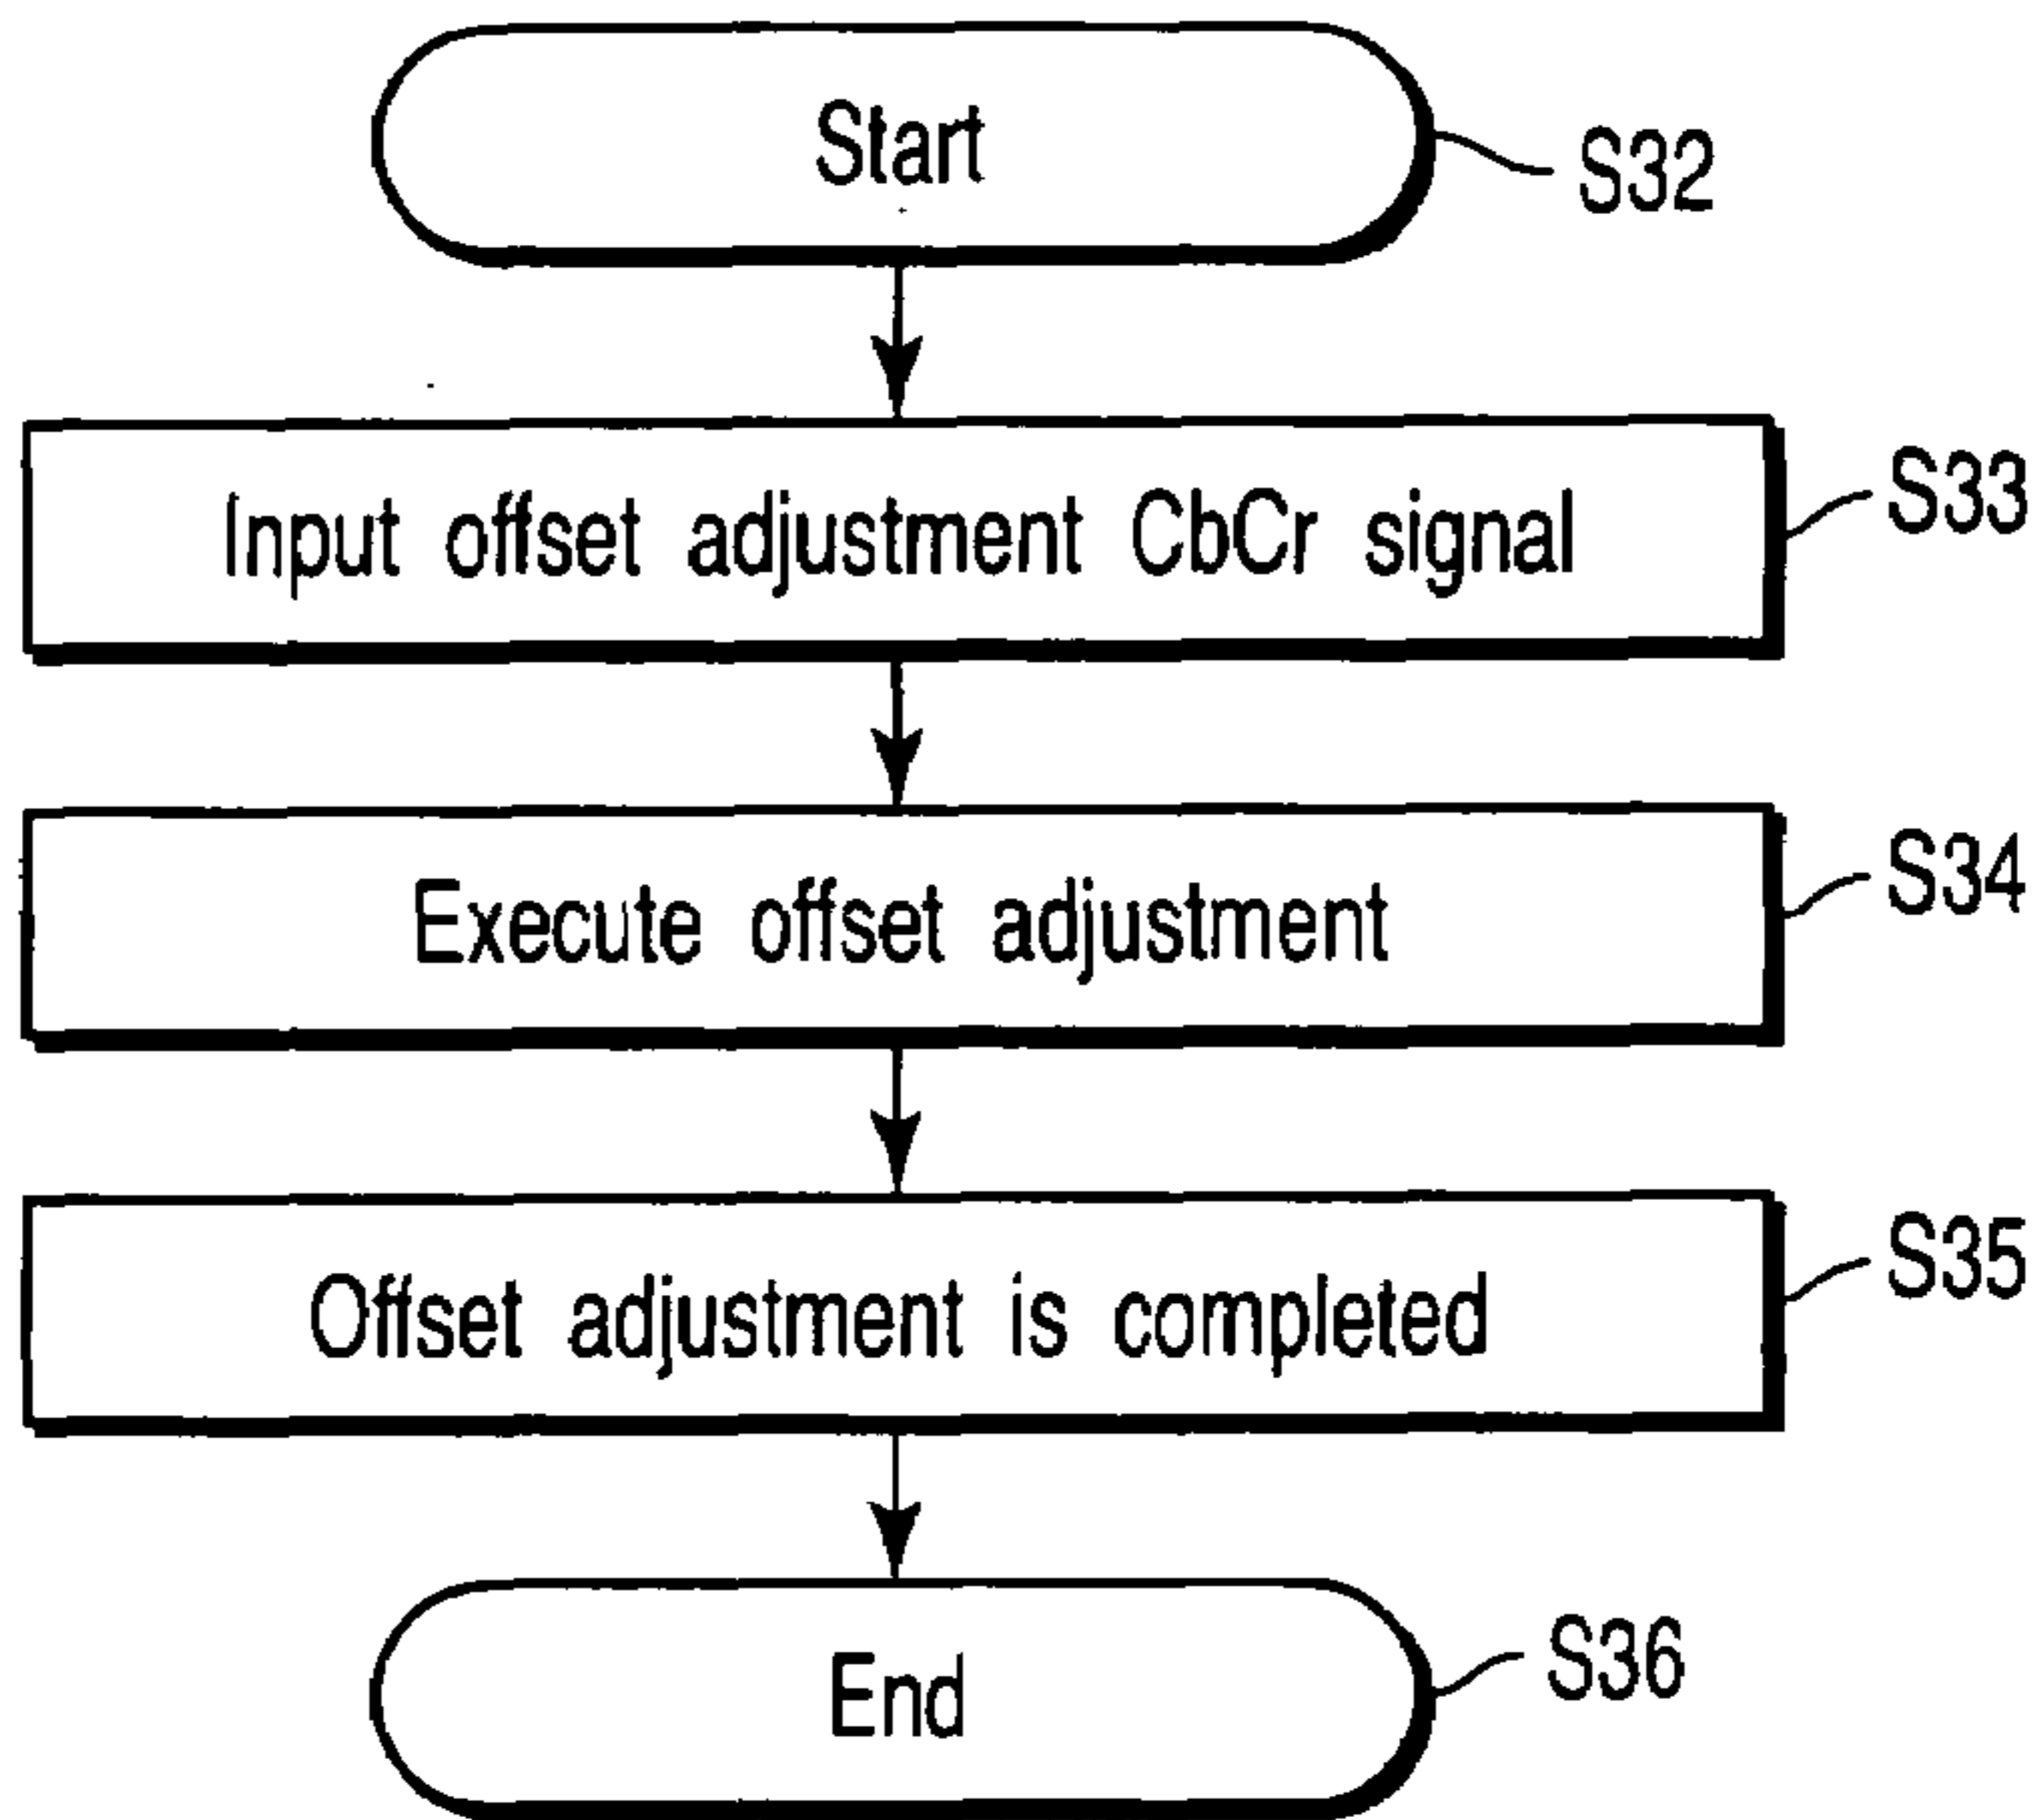 Start
S32
Input offset adjustment CbCr signal
S33
Execute offset adjustment
S34
Offset adjustment is completed
S35
End
S36